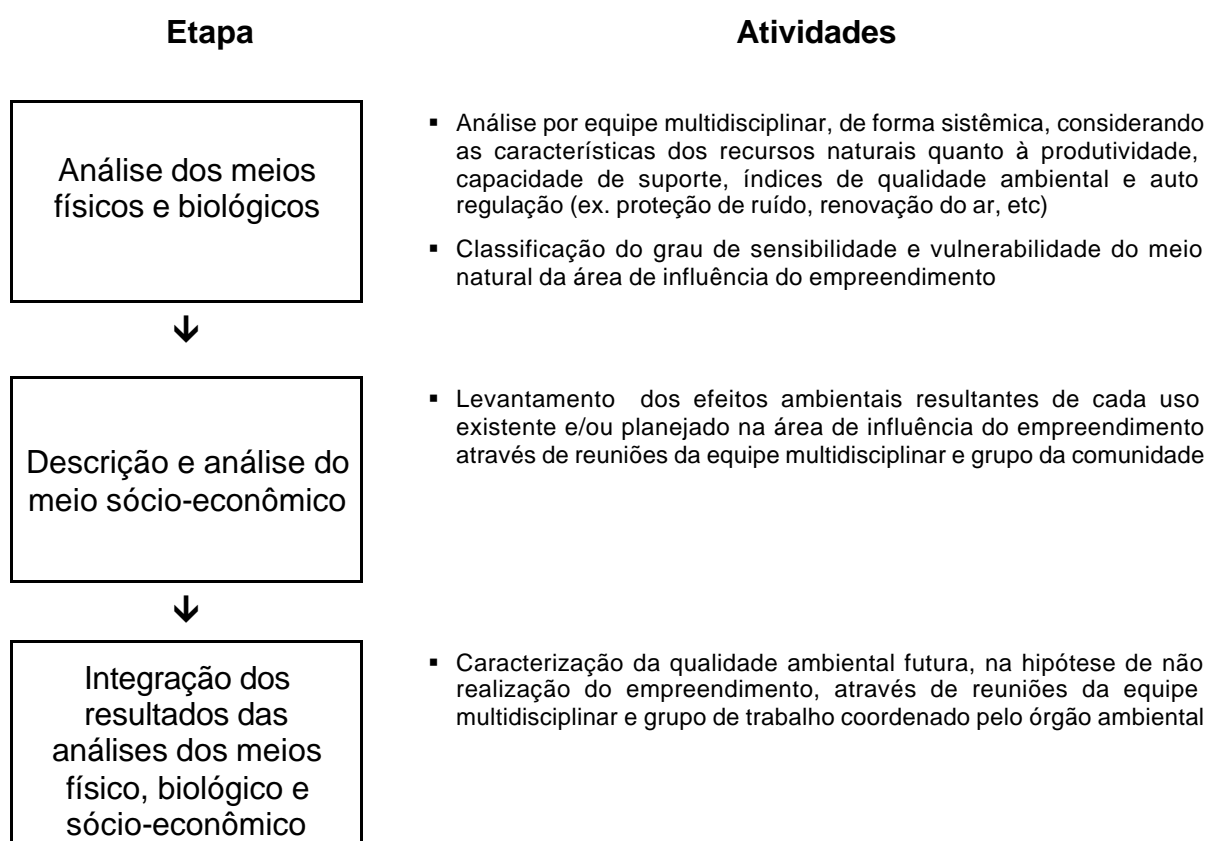 Etapa
Atividades
Análise dos meios
físicos e biológicos
▪ Análise por equipe multidisciplinar, de forma sistêmica, considerando
as características dos recursos naturais quanto à produtividade,
capacidade de suporte, índices de qualidade ambiental e auto
regulação (ex. proteção de ruído, renovação do ar, etc)
▪ Classificação do grau de sensibilidade e vulnerabilidade do meio
natural da área de influência do empreendimento
Descrição e análise do
meio sócio-econômico
▪ Levantamento dos efeitos ambientais resultantes de cada uso
existente e/ou planejado na área de influência do empreendimento
através de reuniões da equipe multidisciplinar e grupo da comunidade
Integração dos
resultados das
análises dos meios
físico, biológico e
sócio-econômico
▪ Caracterização da qualidade ambiental futura, na hipótese de não
realização do empreendimento, através de reuniões da equipe
multidisciplinar e grupo de trabalho coordenado pelo órgão ambiental